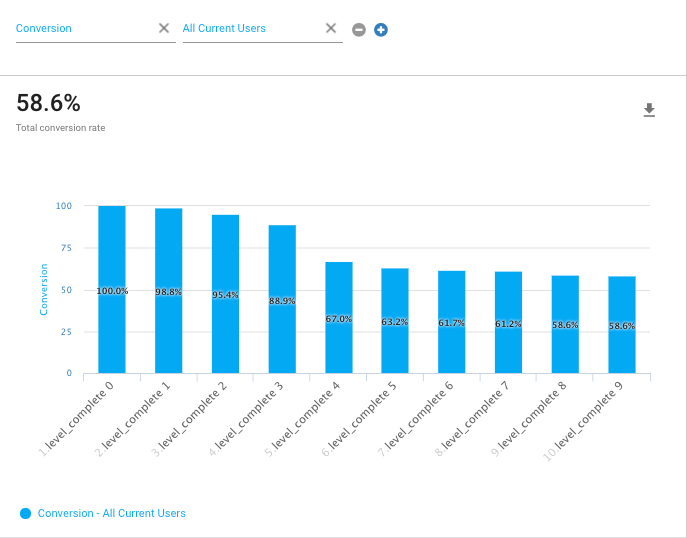 Conversion
All Current Users
58.6%
Total conversion rate
Conversion
100
75
50
25
0
100.0%
98.8%
95.4%
88.9%
67.0%
63.2%
61.7%
61.2%
58.6%
58.6%
1.level_complete 0
2.level_complete 1
3.level_complete 2
4.level_complete 3
5.level_complete 4
6.level_complete 5
7.level_complete 6
8.level_complete 7
9.level_complete 8
10.level_complete 9
Conversion - All Current Users